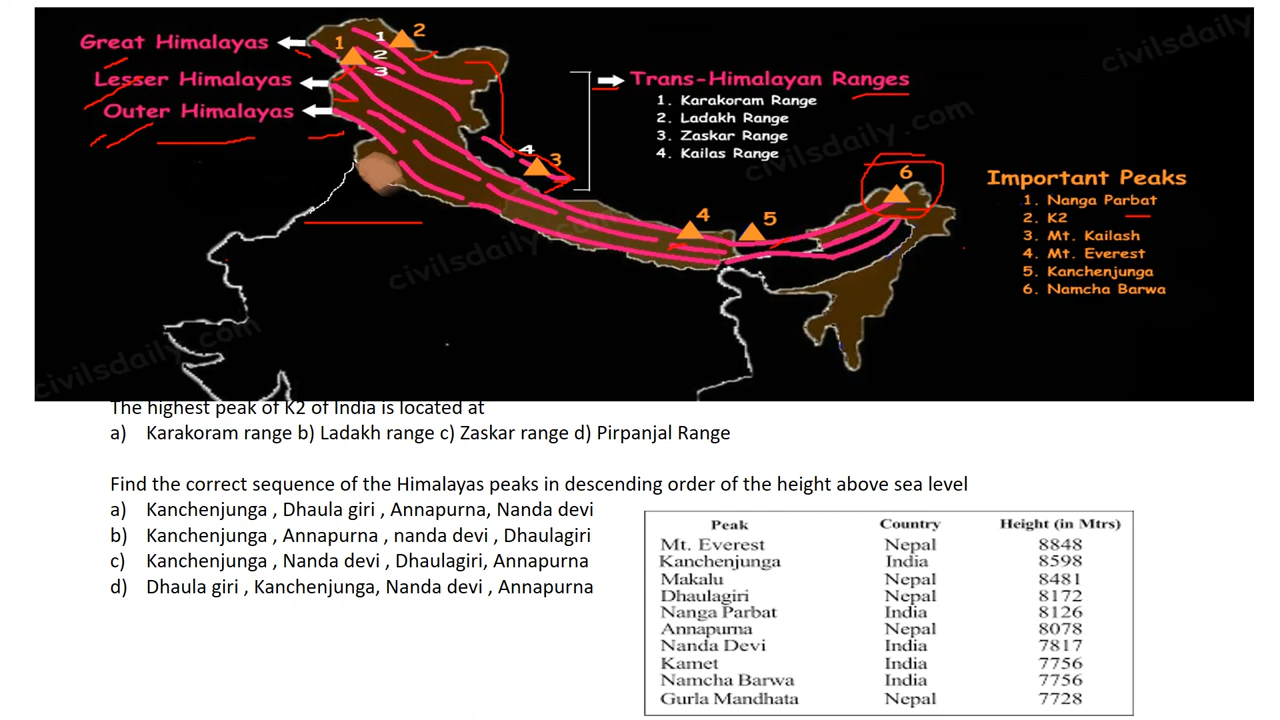 Great Himalayas
Lesser Himalayas
Outer Himalayas
1
2
1
2
3
4
3
4
5
6
Trans-Himalayan Ranges
1. Karakoram Range
2. Ladakh Range
3. Zaskar Range
4. Kailas Range
Important Peaks
1. Nanga Parbat
2. K2
3. Mt. Kailash
4. Mt. Everest
5. Kanchenjunga
6. Namcha Barwa
civilsdaily
civilsdaily.com
civilsdaily.com
civilsdaily.com
The highest peak of K2 of India is located at
a) Karakoram range b) Ladakh range c) Zaskar range d) Pirpanjal Range
Find the correct sequence of the Himalayas peaks in descending order of the height above sea level
a) Kanchenjunga , Dhaula giri , Annapurna, Nanda devi
b) Kanchenjunga , Annapurna , nanda devi , Dhaulagiri
c) Kanchenjunga , Nanda devi , Dhaulagiri, Annapurna
d) Dhaula giri , Kanchenjunga, Nanda devi , Annapurna
Peak Country Height (in Mtrs)
Mt. Everest Nepal 8848
Kanchenjunga India 8598
Makalu Nepal 8481
Dhaulagiri Nepal 8172
Nanga Parbat India 8126
Annapurna Nepal 8078
Nanda Devi India 7817
Kamet India 7756
Namcha Barwa India 7756
Gurla Mandhata Nepal 7728